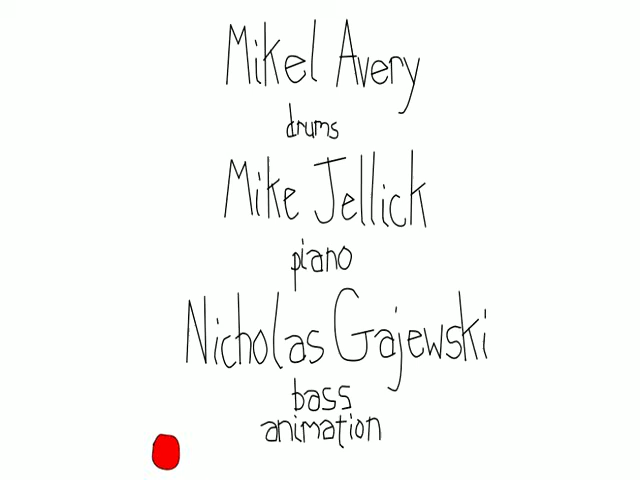 Mikel Avery
drums
Mike Jellick
piano
Nicholas Gajewski
bass
animation